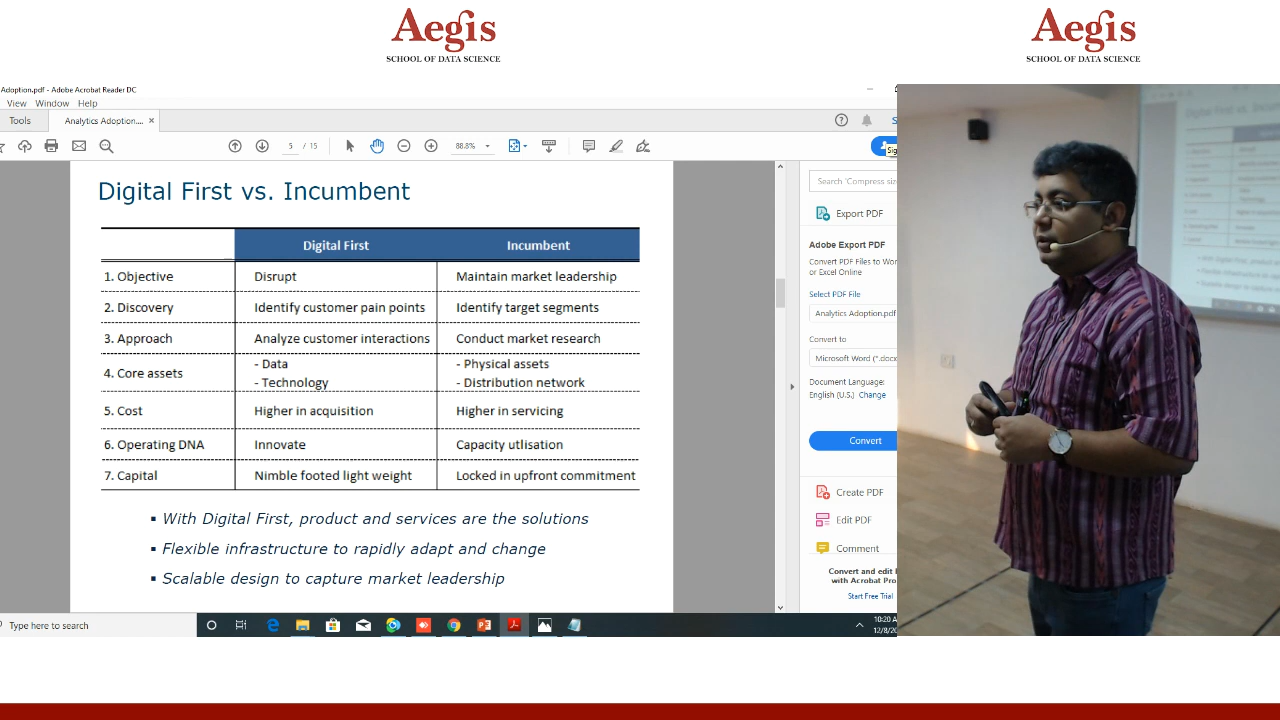 Aegis
SCHOOL OF DATA SCIENCE
Aegis
SCHOOL OF DATA SCIENCE
Adoption.pdf - Adobe Acrobat Reader DC
View Window Help
Tools
Analytics Adoption.... ×
5 / 15
88.8%
Digital First vs. Incumbent
Digital First Incumbent
1. Objective Disrupt Maintain market leadership
2. Discovery Identify customer pain points Identify target segments
3. Approach Analyze customer interactions Conduct market research
4. Core assets - Data - Physical assets
- Technology - Distribution network
5. Cost Higher in acquisition Higher in servicing
6. Operating DNA Innovate Capacity utlisation
7. Capital Nimble footed light weight Locked in upfront commitment
▪ With Digital First, product and services are the solutions
▪ Flexible infrastructure to rapidly adapt and change
▪ Scalable design to capture market leadership
Search 'Compress
Export PDF
Adobe Export PDF
Convert PDF Files to
or Excel Online
Select PDF File
Analytics Adoption.pdf
Convert to
Microsoft Word (*.docx
Document Language:
English (U.S.) Change
Convert
Create PDF
Edit PDF
Comment
Convert and edit
with Acrobat
Start Free Trial
Type here to search
10:20
12/8/20